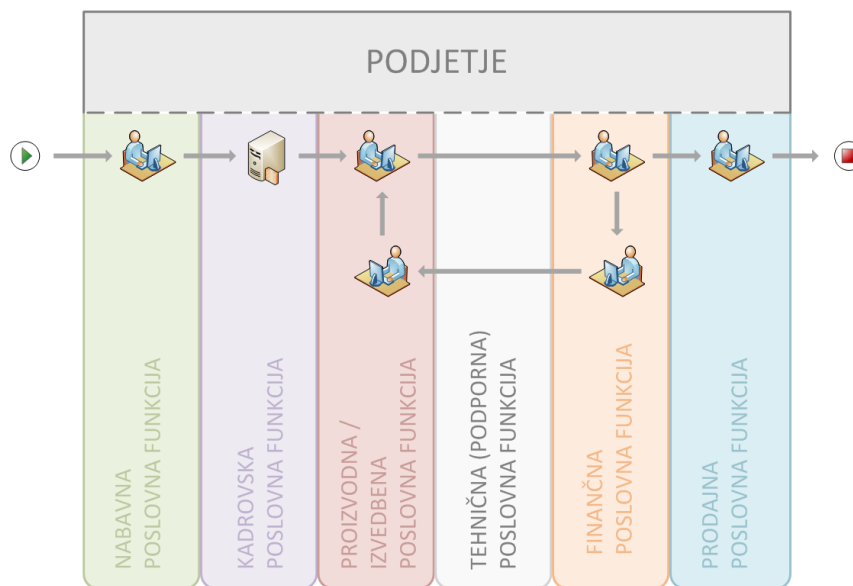 PODJETJE
NABAVNA
POSLOVNA FUNKCIJA
KADROVSKA
POSLOVNA FUNKCIJA
PROIZVODNA /
IZVEDBENA
POSLOVNA FUNKCIJA
TEHNIČNA (PODPORNA)
POSLOVNA FUNKCIJA
FINANČNA
POSLOVNA FUNKCIJA
PRODAJNA
POSLOVNA FUNKCIJA